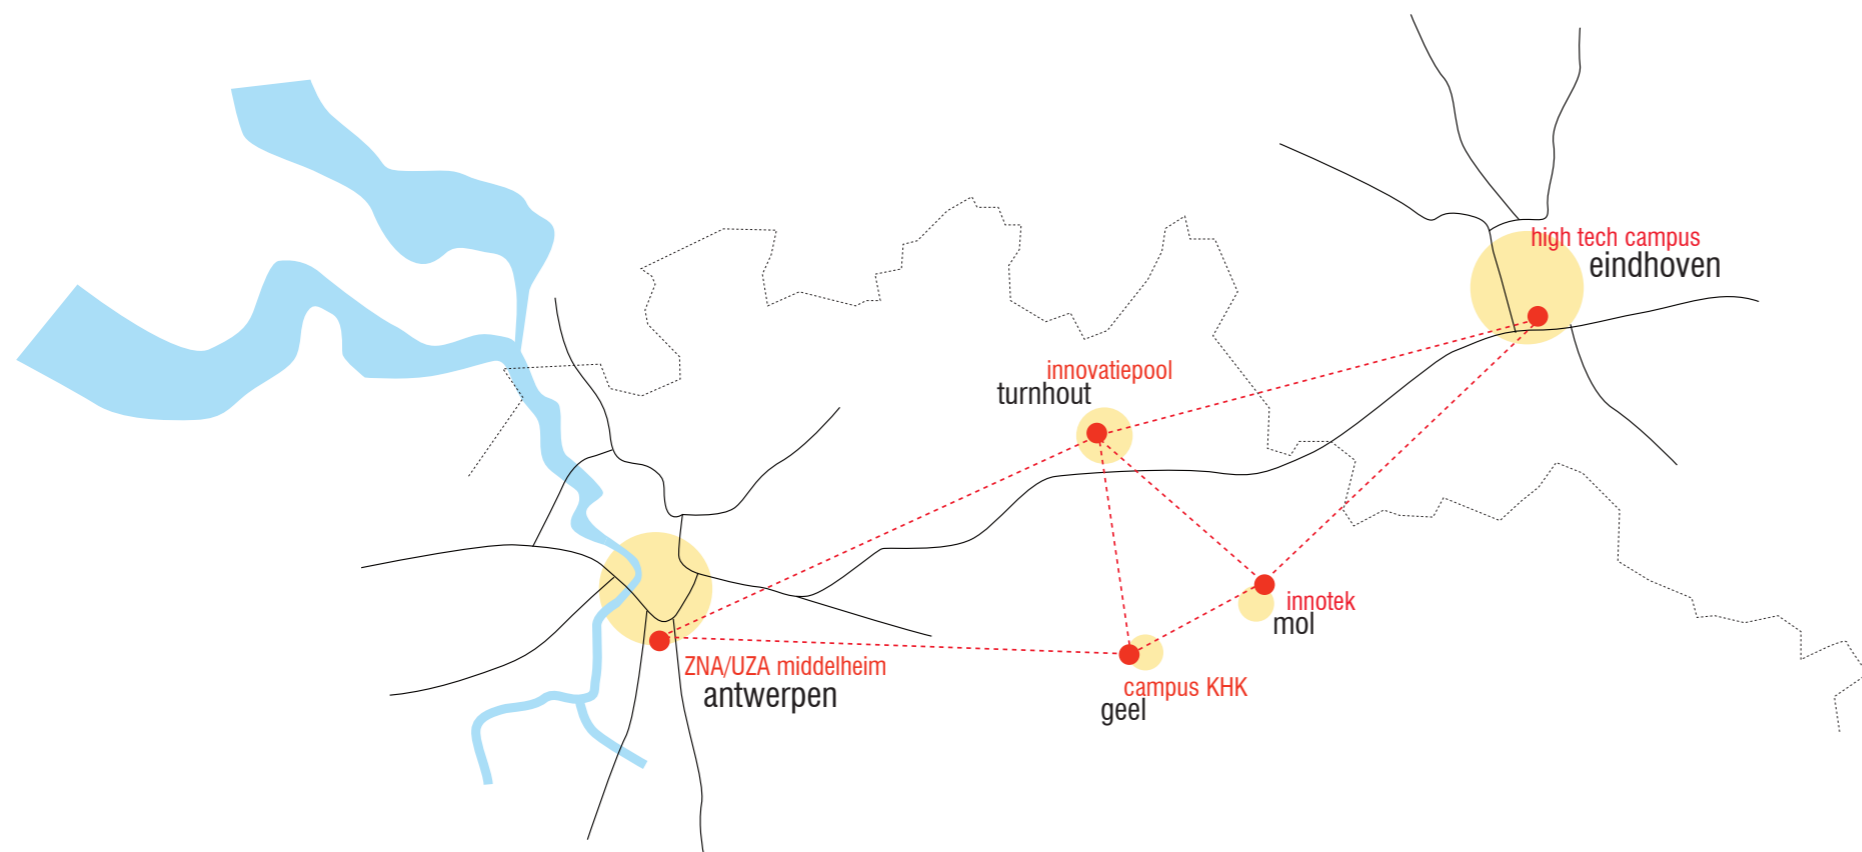 high tech campus
eindhoven
innovatiepool
turnhout
innotek
mol
ZNA/UZA middelheim
antwerpen
campus KHK
geel